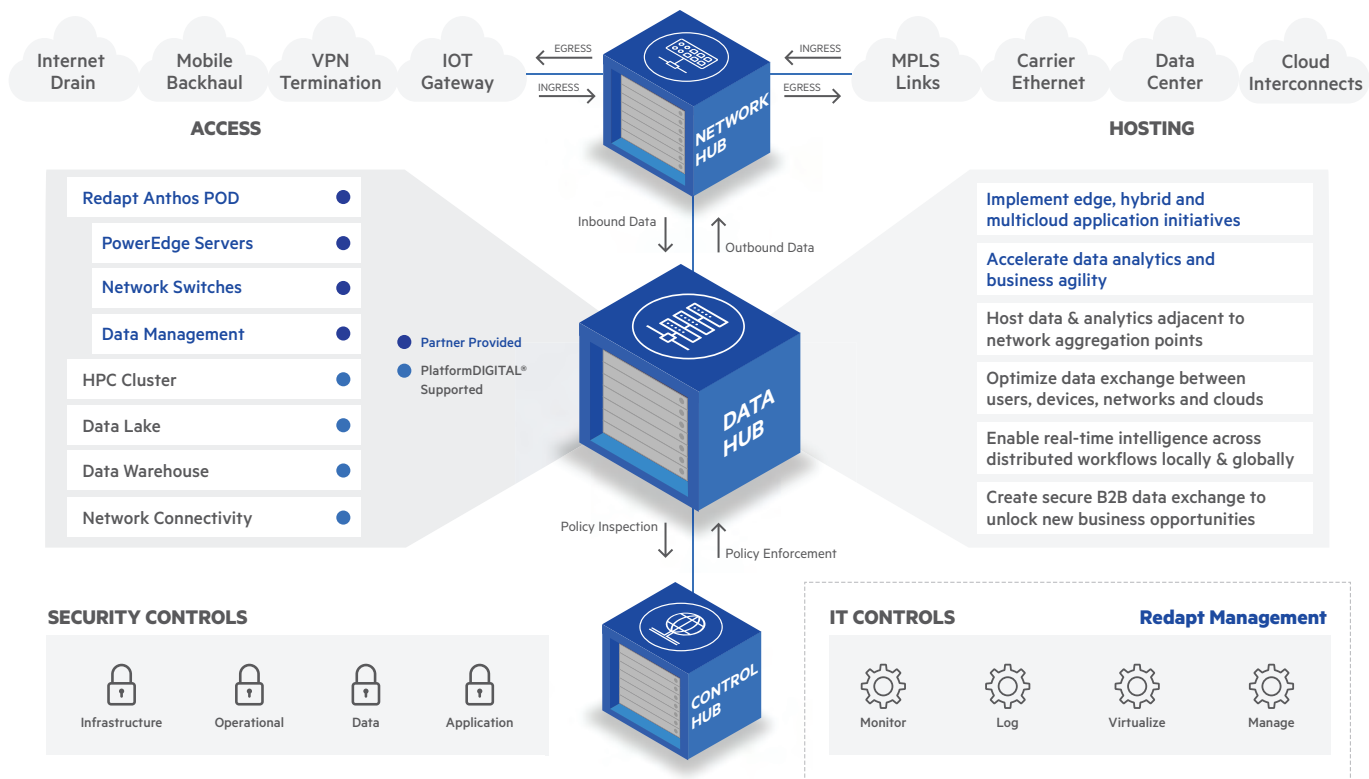 Internet
Drain
Mobile
Backhaul
VPN
Termination
IOT
Gateway
EGRESS
INGRESS
NETWORK
HUB
INGRESS
EGRESS
MPLS
Links
Carrier
Ethernet
Data
Center
Cloud
Interconnects
ACCESS
HOSTING
Redapt Anthos POD
PowerEdge Servers
Network Switches
Data Management
HPC Cluster
Data Lake
Data Warehouse
Network Connectivity
Partner Provided
PlatformDIGITAL®
Supported
Inbound Data
Outbound Data
DATA
HUB
Policy Inspection
Policy Enforcement
Implement edge, hybrid and
multicloud application initiatives
Accelerate data analytics and
business agility
Host data & analytics adjacent to
network aggregation points
Optimize data exchange between
users, devices, networks and clouds
Enable real-time intelligence across
distributed workflows locally & globally
Create secure B2B data exchange to
unlock new business opportunities
SECURITY CONTROLS
Infrastructure
Operational
Data
Application
CONTROL
HUB
IT CONTROLS
Redapt Management
Monitor
Log
Virtualize
Manage